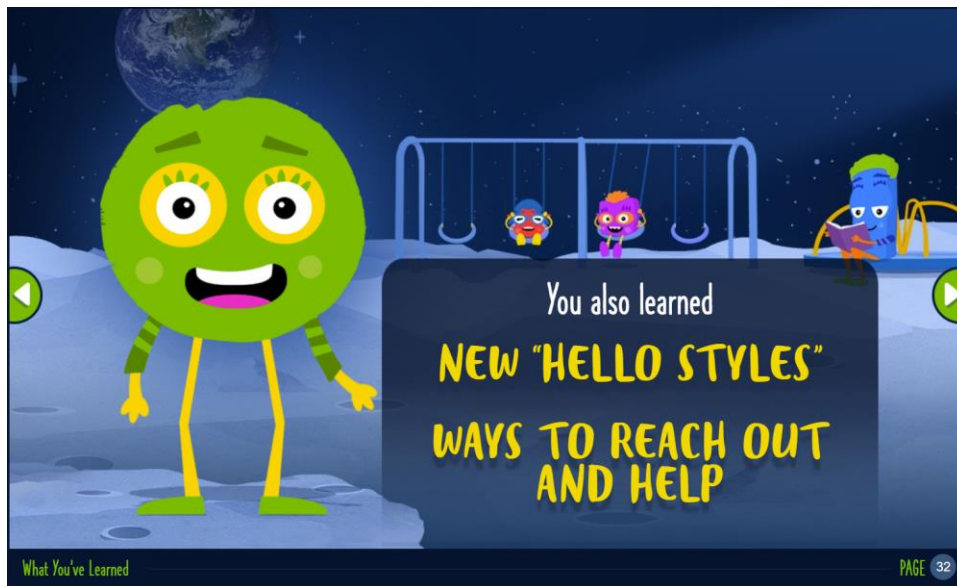 You also learned
NEW "HELLO STYLES"
WAYS TO REACH OUT
AND HELP
What You've Learned
PAGE 32